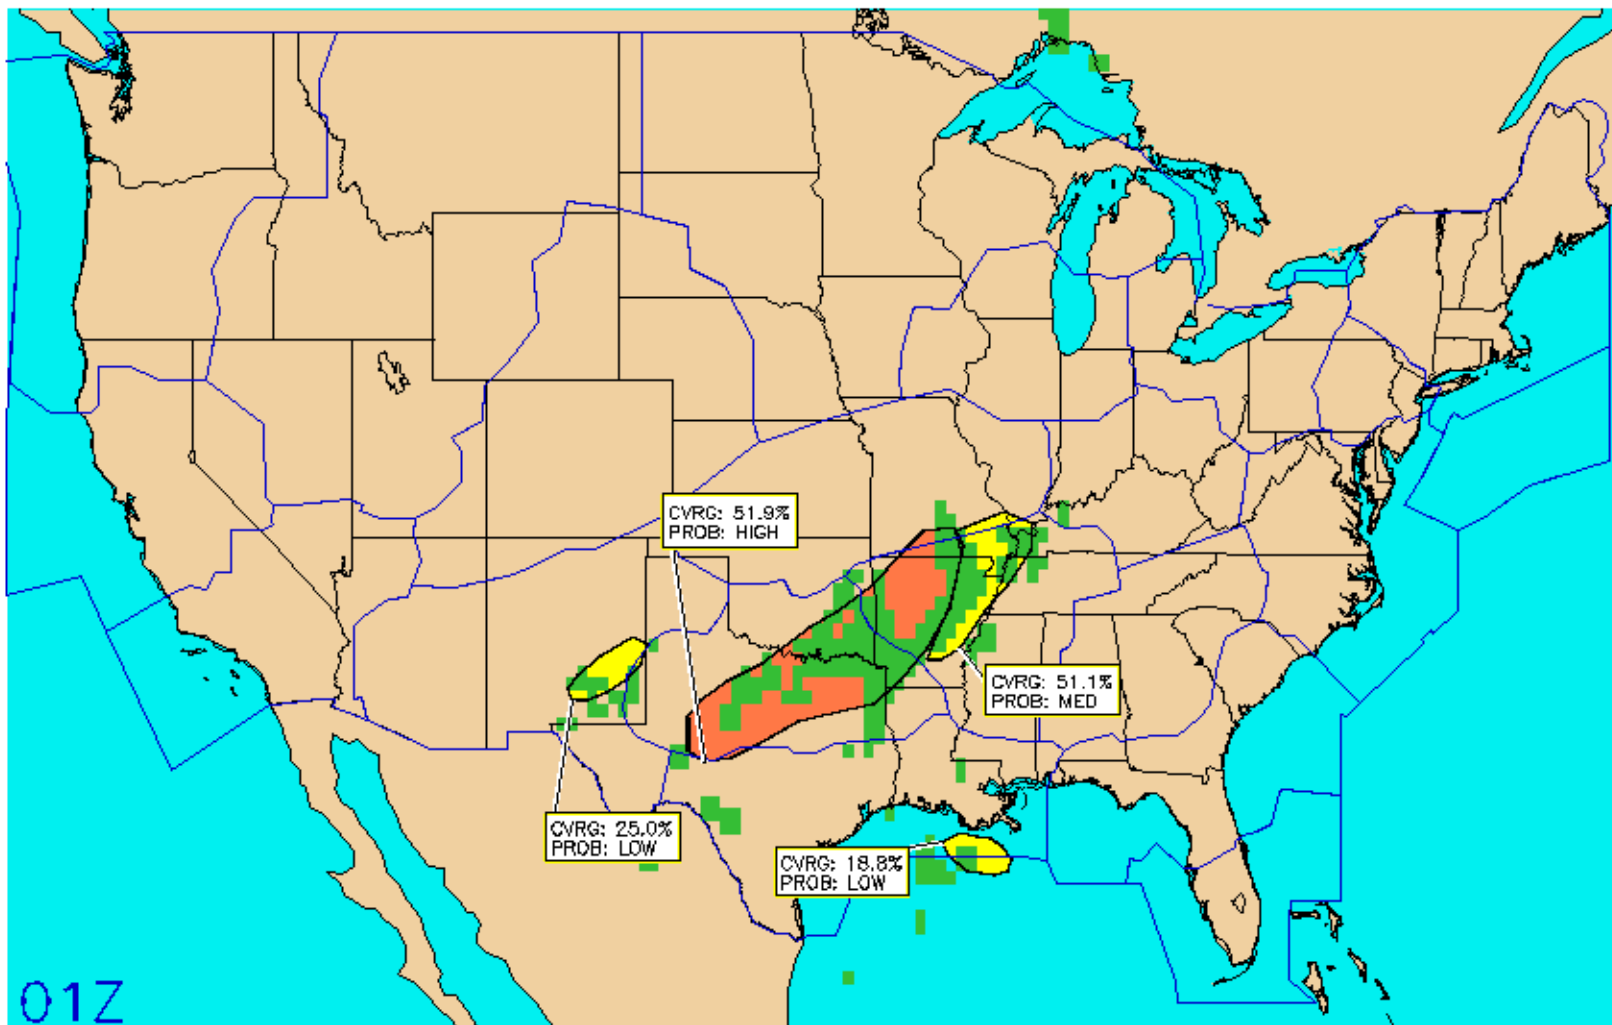 CVRG: 51.9%
PROB: HIGH
CVRG: 51.1%
PROB: MED
CVRG: 25.0%
PROB: LOW
CVRG: 18.8%
PROB: LOW
01Z